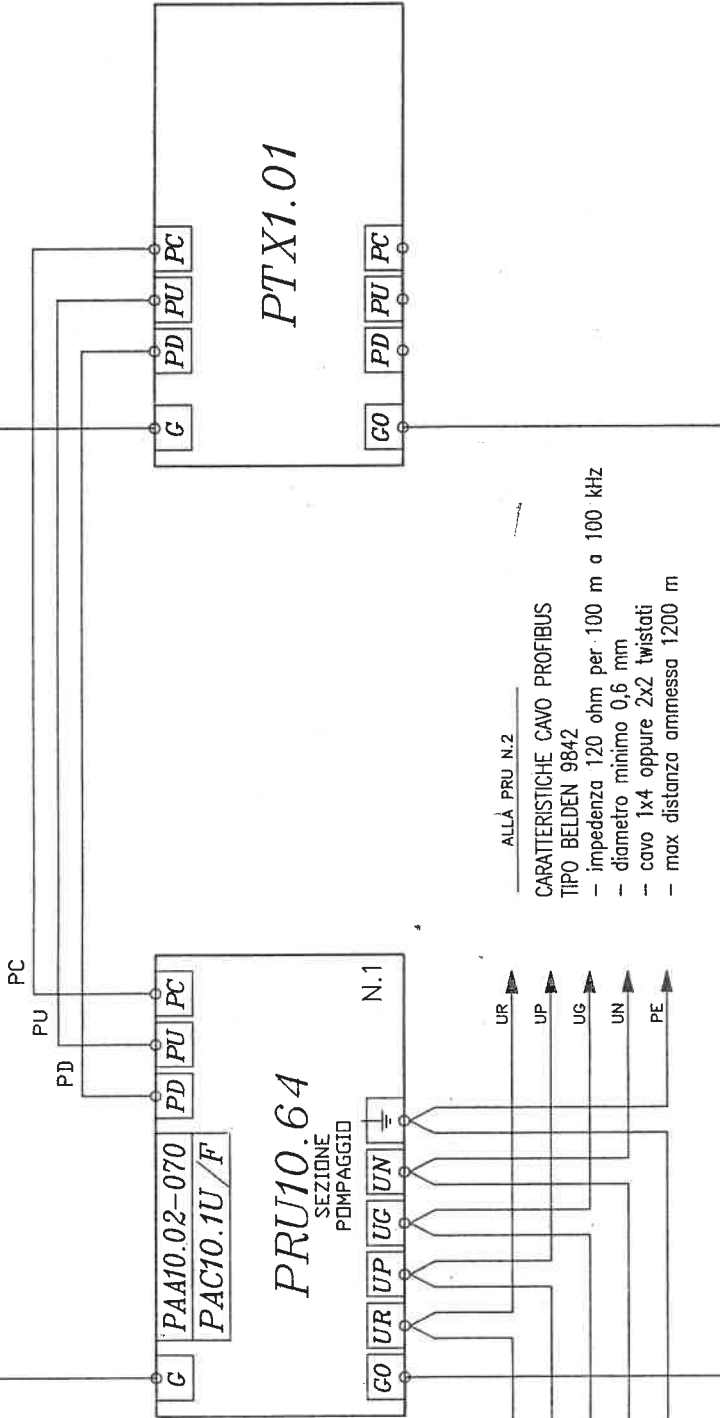 PC
PU
PD
PAA10.02-070
PAC10.1U/F
G
PD
PU
PC
PRU10.64
SEZIONE
POMPAGGIO
N.1
GO
UR
UP
UG
UN
UR
UP
UG
UN
PE
G
PD
PU
PC
PTX1.01
GO
PD
PU
PC
ALLA PRU N.2
CARATTERISTICHE CAVO PROFIBUS
TIPO BELDEN 9842
- impedenza 120 ohm per 100 m a 100 kHz
- diametro minimo 0,6 mm
- cavo 1x4 oppure 2x2 twistati
- max distanza ammessa 1200 m